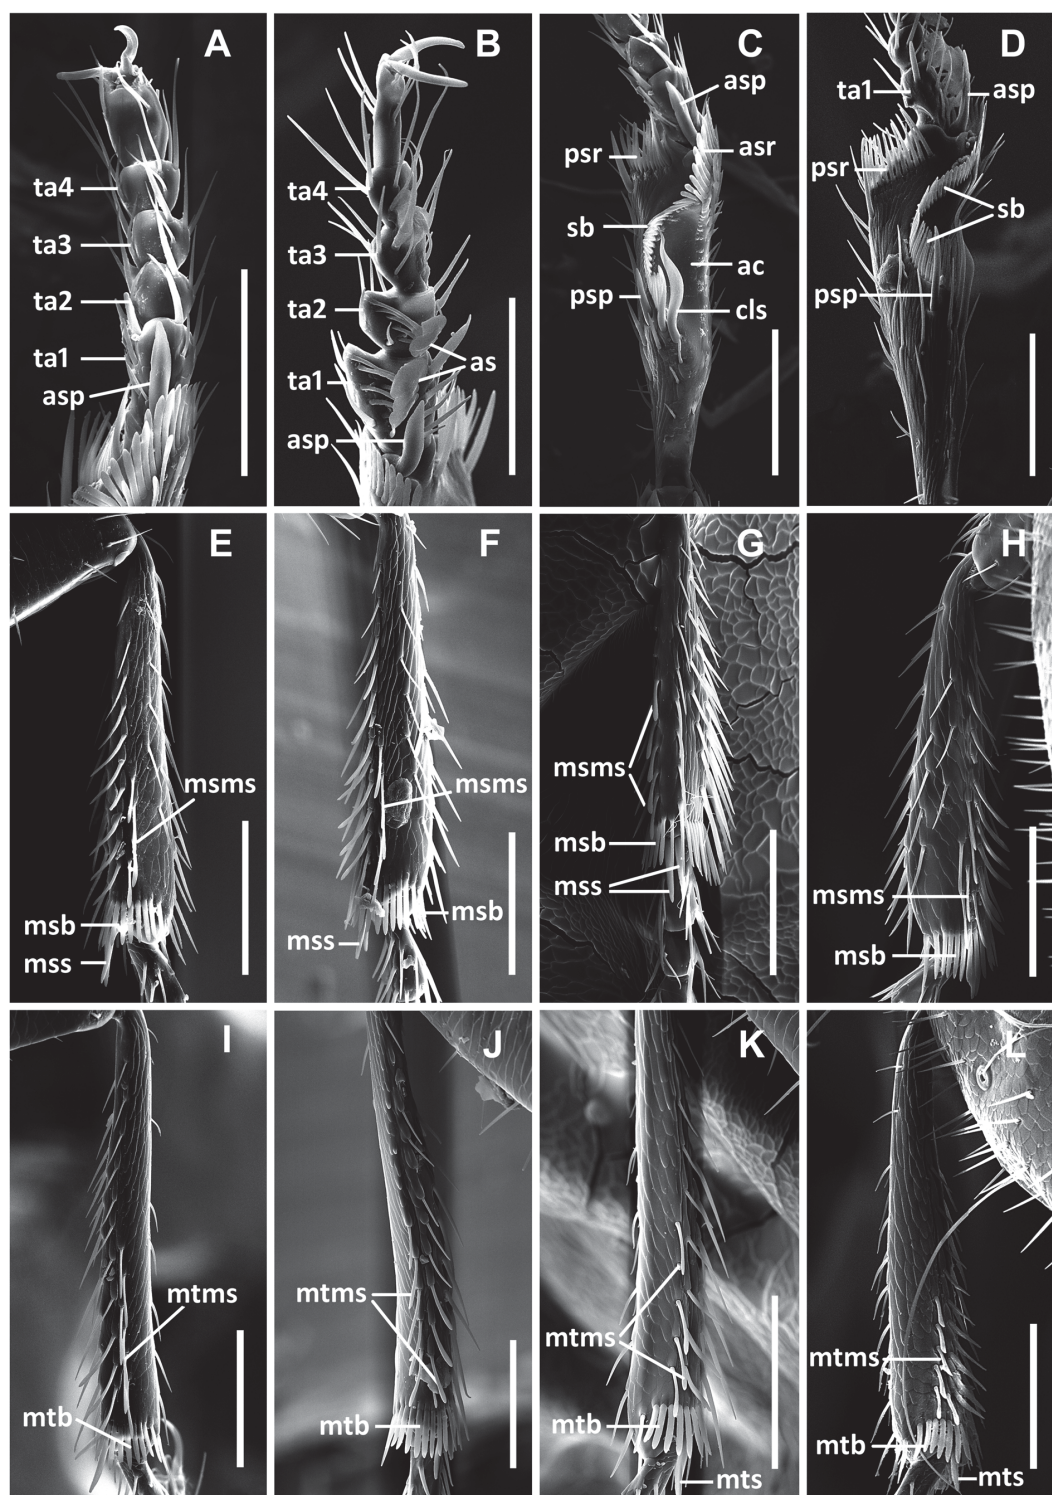 A
ta4
ta3
ta2
ta1
asp
B
ta4
ta3
ta2
as
ta1
asp
C
asp
psr
asr
sb
ac
psp
cls
D
ta1
asp
psr
sb
psp
E
msms
msb
mss
F
msms
msb
mss
G
msms
msb
mss
H
msms
msb
I
mtms
mtb
J
mtms
mtb
K
mtms
mtb
mts
L
mtms
mtb
mts